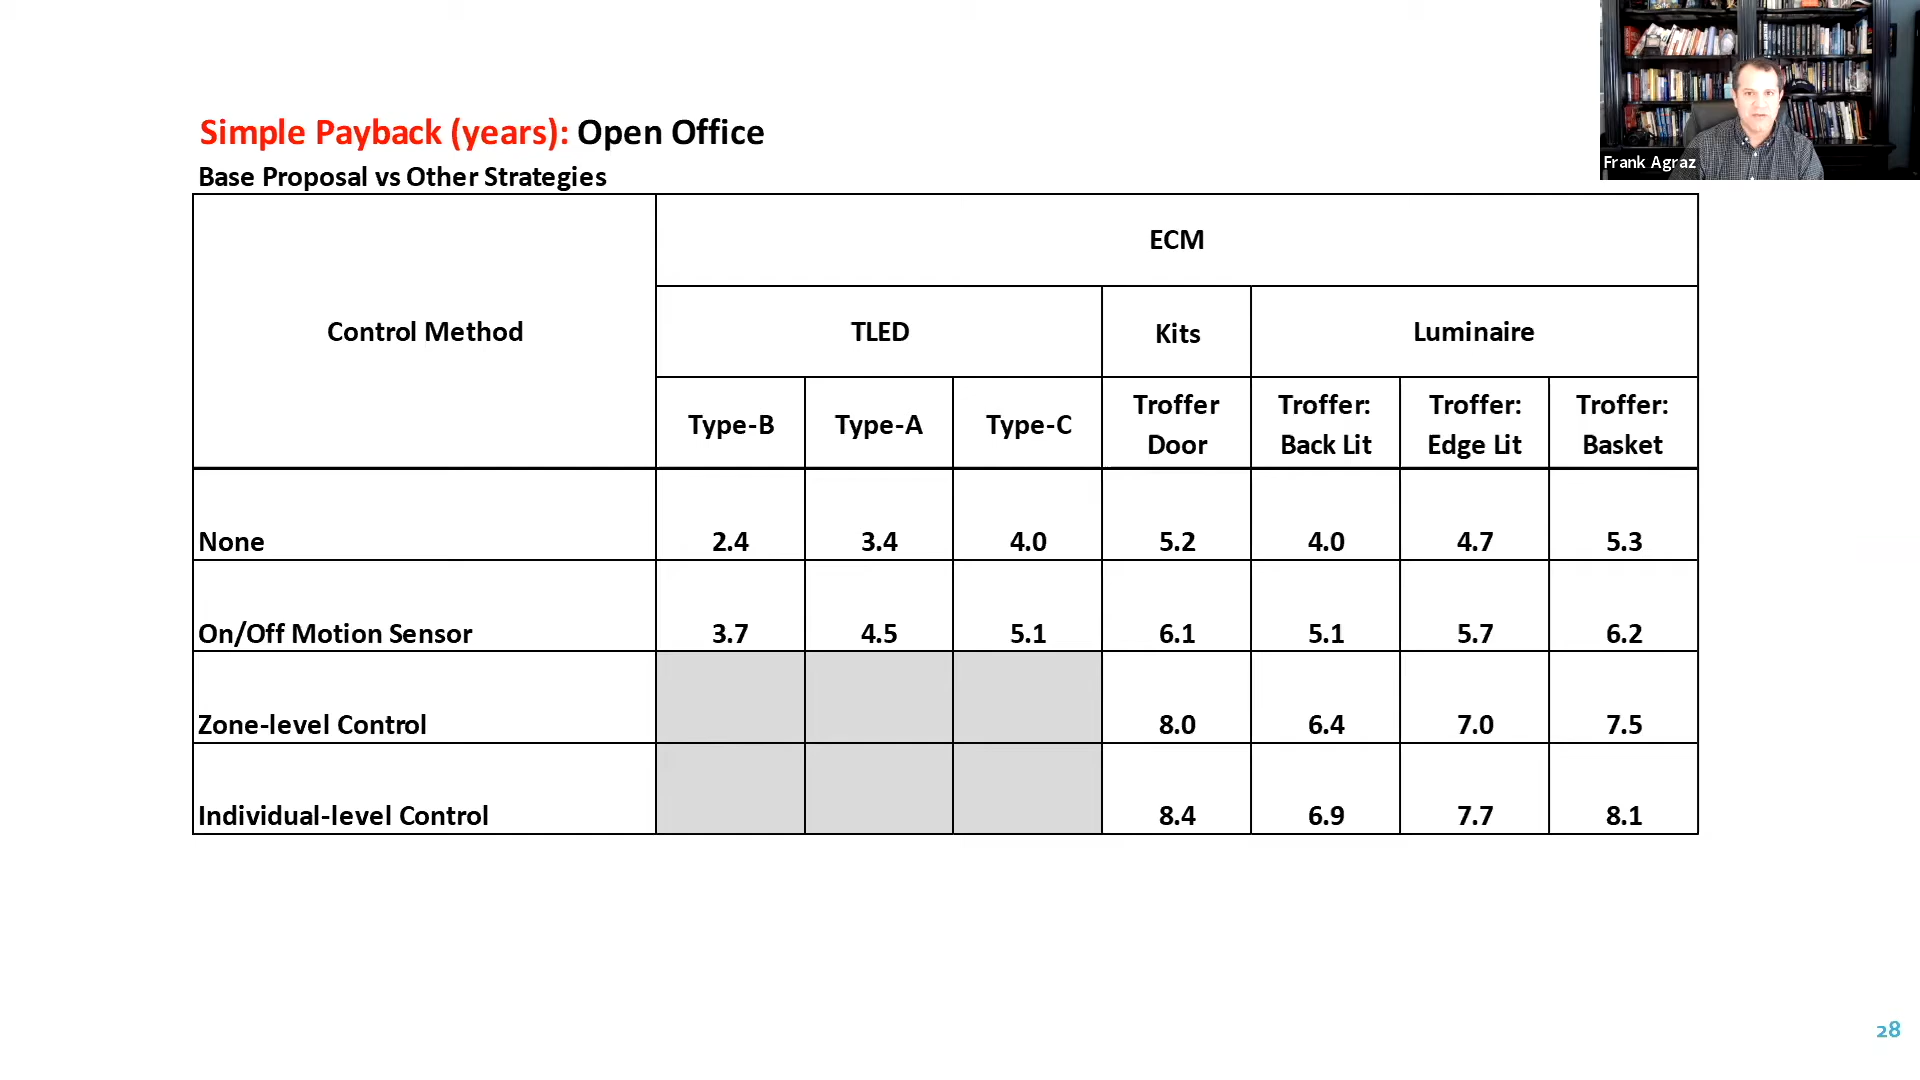 Frank Agraz
Simple Payback (years): Open Office
Base Proposal vs Other Strategies
Control Method
ECM
TLED
Kits
Luminaire
Type-B
Type-A
Type-C
Troffer
Door
Troffer:
Back Lit
Troffer:
Edge Lit
Troffer:
Basket
None 2.4 3.4 4.0 5.2 4.0 4.7 5.3
On/Off Motion Sensor 3.7 4.5 5.1 6.1 5.1 5.7 6.2
Zone-level Control 8.0 6.4 7.0 7.5
Individual-level Control 8.4 6.9 7.7 8.1
28